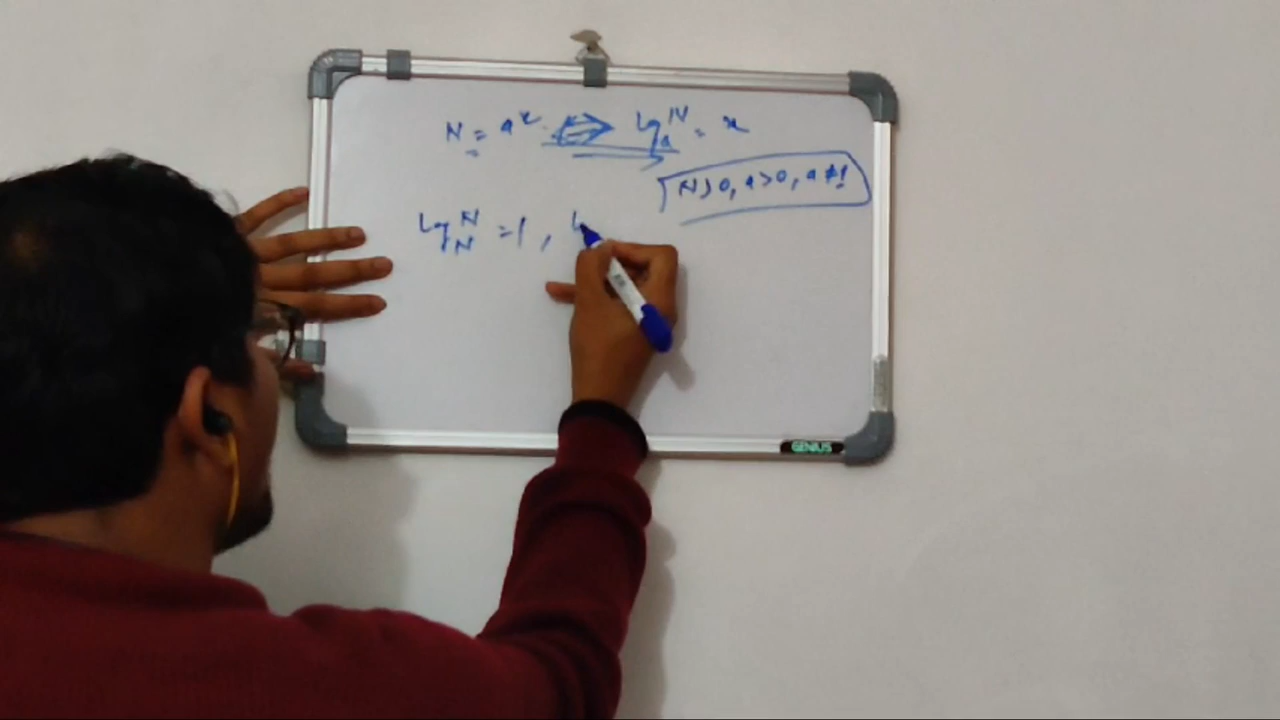 N = a^x ⇔ log_a N = x
N > 0, a > 0, a ≠ 1
log_N N = 1, l
GENIUS